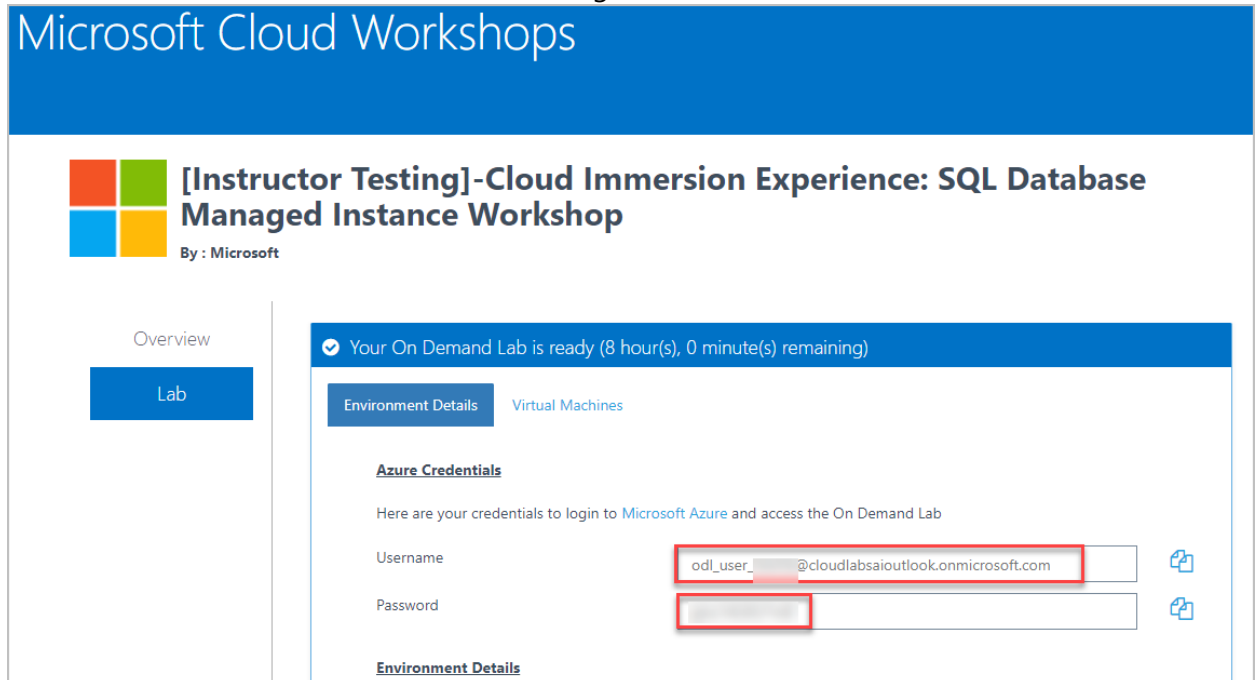 Microsoft Cloud Workshops
[Instructor Testing]-Cloud Immersion Experience: SQL Database
Managed Instance Workshop
By : Microsoft
Overview
Lab
Your On Demand Lab is ready (8 hour(s), 0 minute(s) remaining)
Environment Details Virtual Machines
Azure Credentials
Here are your credentials to login to Microsoft Azure and access the On Demand Lab
Username odl_user_ @cloudlabsaioutlook.onmicrosoft.com
Password
Environment Details